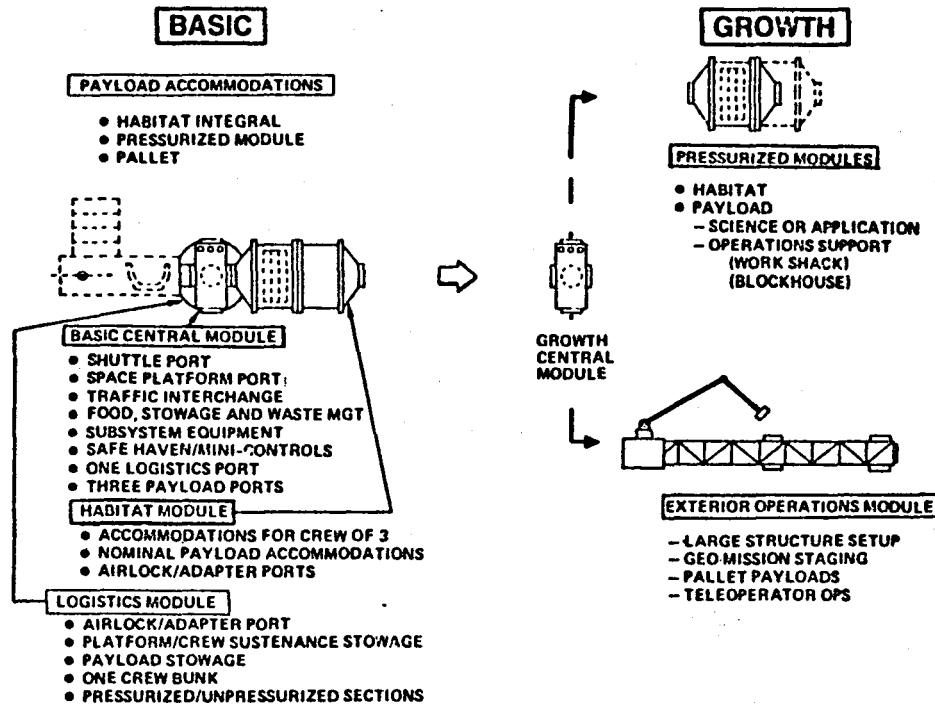 BASIC
PAYLOAD ACCOMMODATIONS
● HABITAT INTEGRAL
● PRESSURIZED MODULE
● PALLET
BASIC CENTRAL MODULE
● SHUTTLE PORT
● SPACE PLATFORM PORT
● TRAFFIC INTERCHANGE
● FOOD, STOWAGE AND WASTE MGT
● SUBSYSTEM EQUIPMENT
● SAFE HAVEN/MINI-CONTROLS
● ONE LOGISTICS PORT
● THREE PAYLOAD PORTS
HABITAT MODULE
● ACCOMMODATIONS FOR CREW OF 3
● NOMINAL PAYLOAD ACCOMMODATIONS
● AIRLOCK/ADAPTER PORTS
LOGISTICS MODULE
● AIRLOCK/ADAPTER PORT
● PLATFORM/CREW SUSTENANCE STOWAGE
● PAYLOAD STOWAGE
● ONE CREW BUNK
● PRESSURIZED/UNPRESSURIZED SECTIONS
GROWTH
CENTRAL
MODULE
GROWTH
PRESSURIZED MODULES
● HABITAT
● PAYLOAD
– SCIENCE OR APPLICATION
– OPERATIONS SUPPORT
(WORK SHACK)
(BLOCKHOUSE)
EXTERIOR OPERATIONS MODULE
– LARGE STRUCTURE SETUP
– GEO-MISSION STAGING
– PALLET PAYLOADS
– TELEOPERATOR OPS